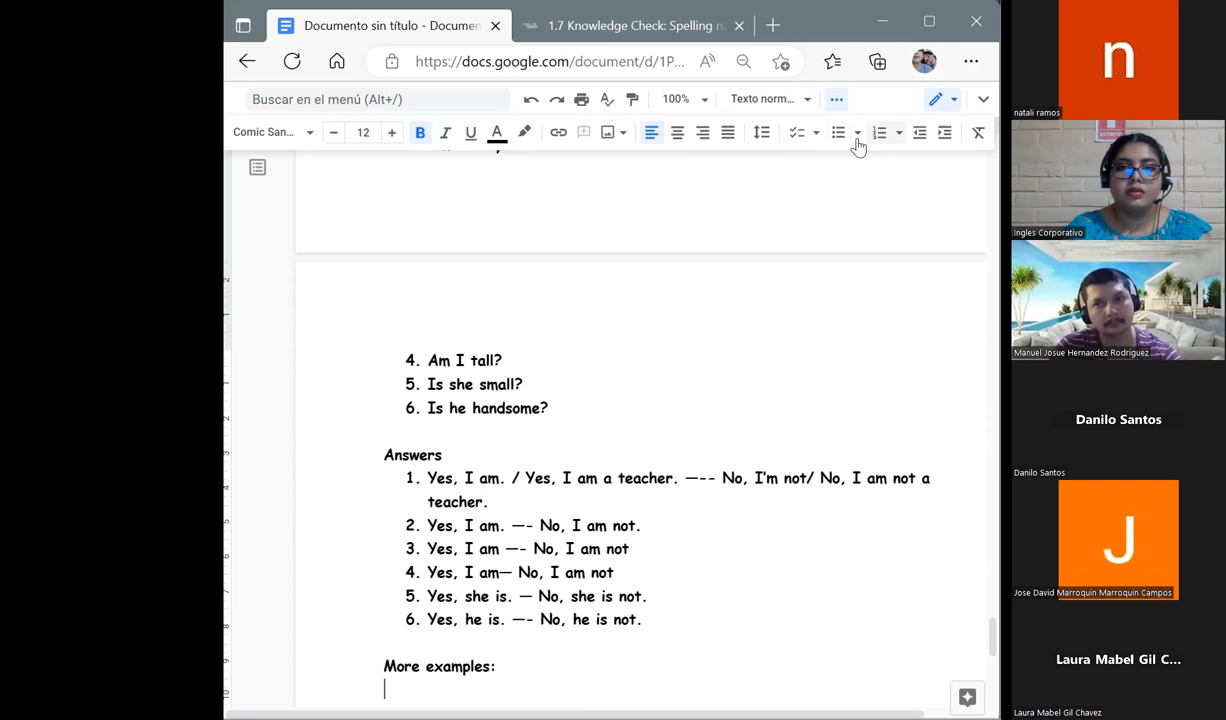 Documento sin título - Documen
1.7 Knowledge Check: Spelling n
https://docs.google.com/document/d/1P...
Buscar en el menú (Alt+/)
100%
Texto norm...
Comic San...
12
B
I
U
A
4. Am I tall?
5. Is she small?
6. Is he handsome?
Answers
1. Yes, I am. / Yes, I am a teacher. —-- No, I'm not/ No, I am not a
teacher.
2. Yes, I am. —- No, I am not.
3. Yes, I am —- No, I am not
4. Yes, I am— No, I am not
5. Yes, she is. — No, she is not.
6. Yes, he is. —- No, he is not.
More examples:
n
natali ramos
Ingles Corporativo
Manuel Josue Hernandez Rodriguez
Danilo Santos
Danilo Santos
J
Jose David Marroquin Marroquin Campos
Laura Mabel Gil C...
Laura Mabel Gil Chavez